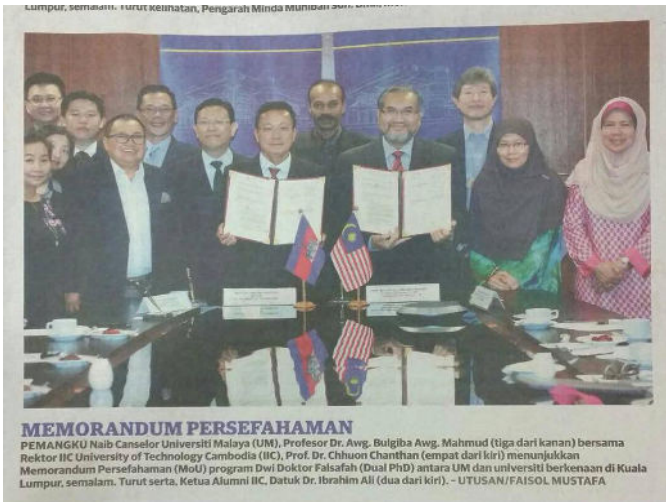 Lumpur, semalam. Turut kelihatan, Pengarah Minda Muhibah Sdn. Bhd.,
MEMORANDUM PERSEFAHAMAN
PEMANGKU Naib Canselor Universiti Malaya (UM), Profesor Dr. Awg. Bulgiba Awg. Mahmud (tiga dari kanan) bersama
Rektor IIC University of Technology Cambodia (IIC), Prof. Dr. Chhuon Chanthan (empat dari kiri) menunjukkan
Memorandum Persefahaman (MoU) program Dwi Doktor Falsafah (Dual PhD) antara UM dan universiti berkenaan di Kuala
Lumpur, semalam. Turut serta, Ketua Alumni IIC, Datuk Dr. Ibrahim Ali (dua dari kiri). - UTUSAN/FAISOL MUSTAFA